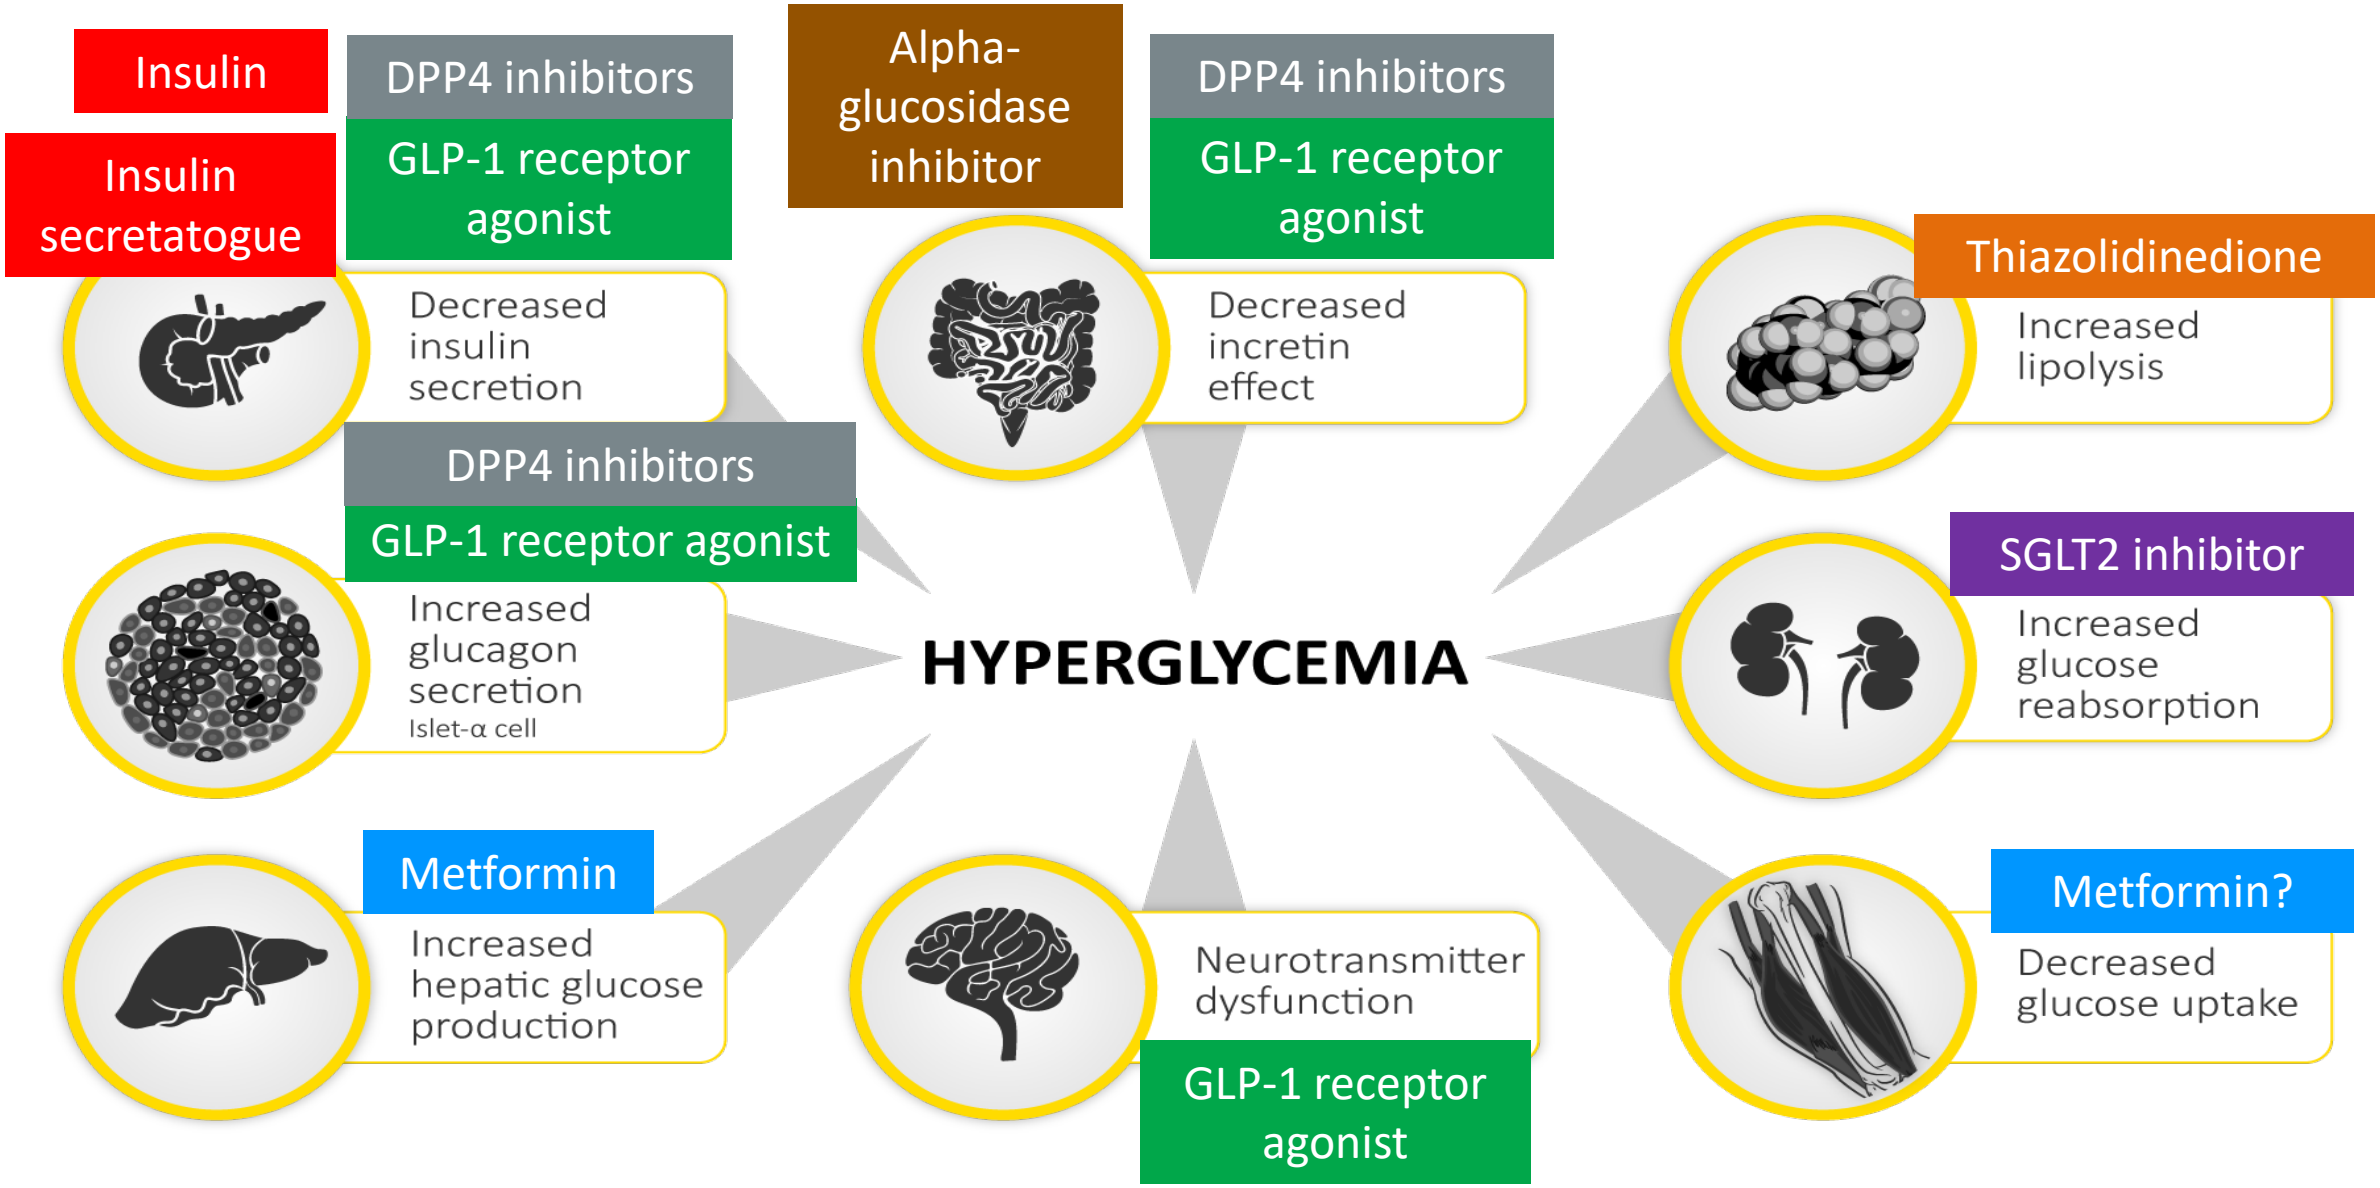 Insulin
Insulin
secretatogue
DPP4 inhibitors
GLP-1 receptor
agonist
Decreased
insulin
secretion
Alpha-
glucosidase
inhibitor
DPP4 inhibitors
GLP-1 receptor
agonist
Decreased
incretin
effect
Thiazolidinedione
Increased
lipolysis
DPP4 inhibitors
GLP-1 receptor agonist
Increased
glucagon
secretion
Islet-α cell
HYPERGLYCEMIA
SGLT2 inhibitor
Increased
glucose
reabsorption
Metformin
Increased
hepatic glucose
production
Neurotransmitter
dysfunction
GLP-1 receptor
agonist
Metformin?
Decreased
glucose uptake